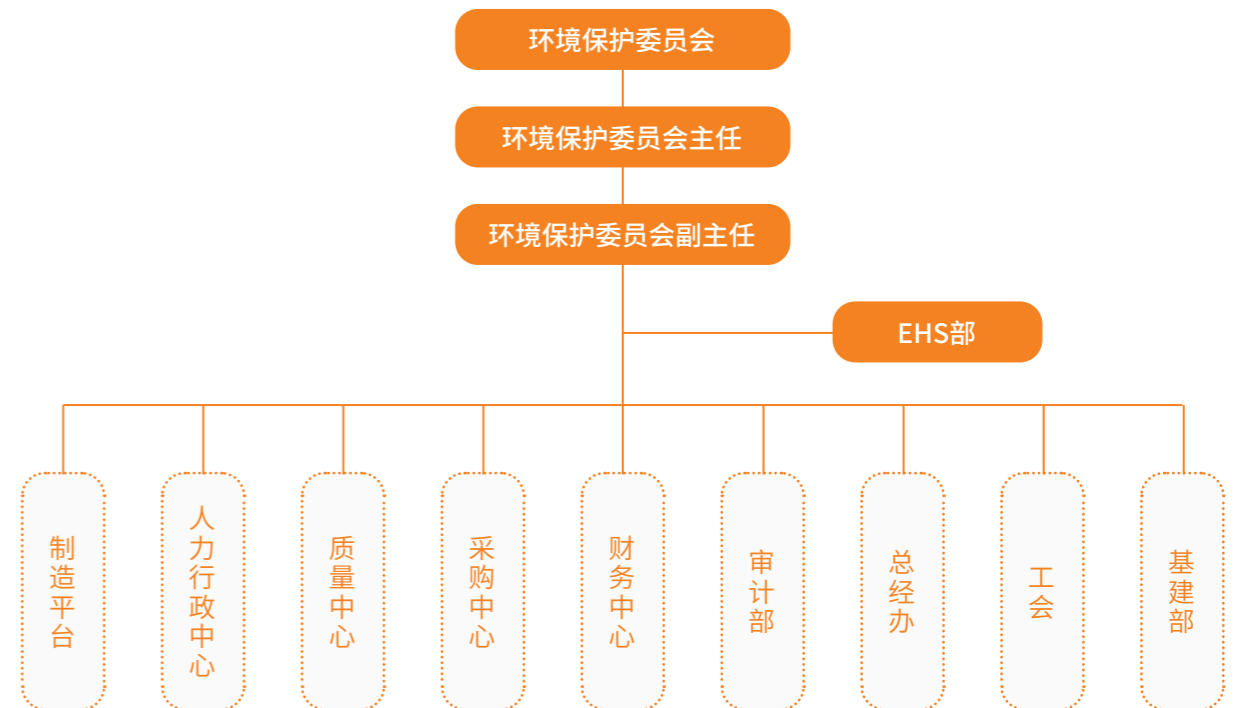 环境保护委员会
环境保护委员会主任
环境保护委员会副主任
EHS部
制造平台
人力行政中心
质量中心
采购中心
财务中心
审计部
总经办
工会
基建部